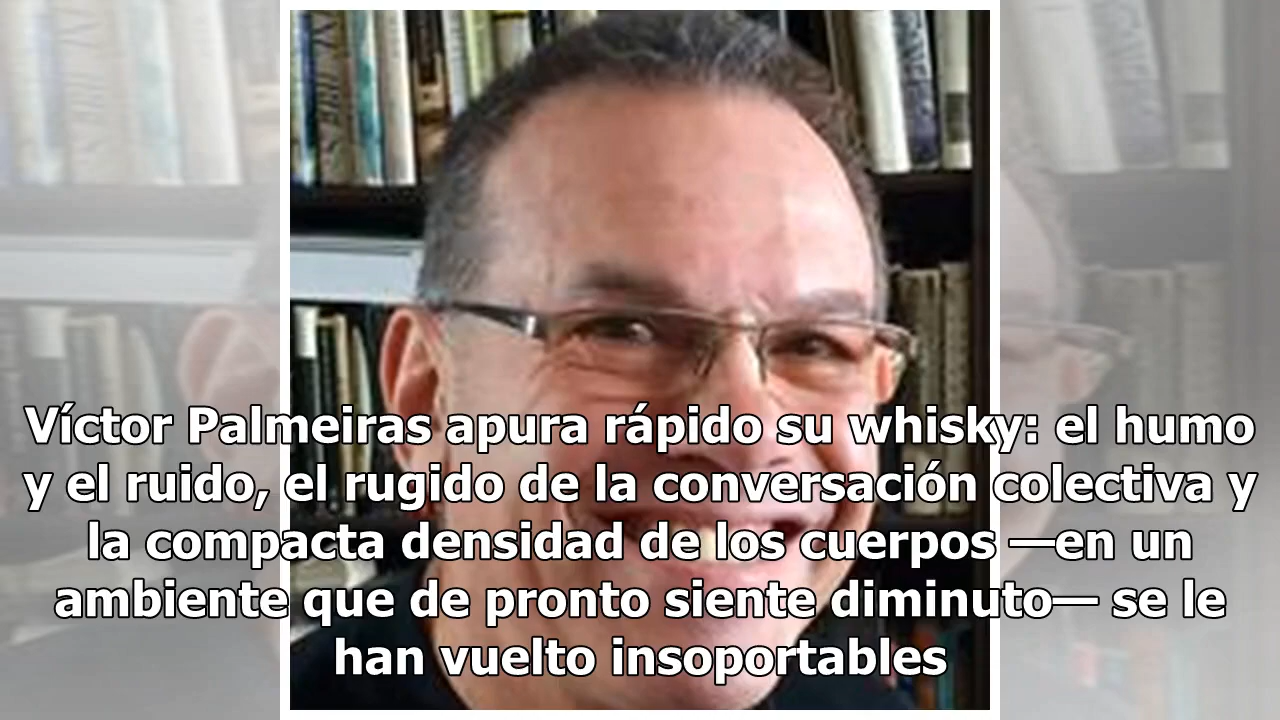 Víctor Palmeiras apura rápido su whisky: el humo
y el ruido, el rugido de la conversación colectiva y
la compacta densidad de los cuerpos —en un
ambiente que de pronto siente diminuto— se le
han vuelto insoportables